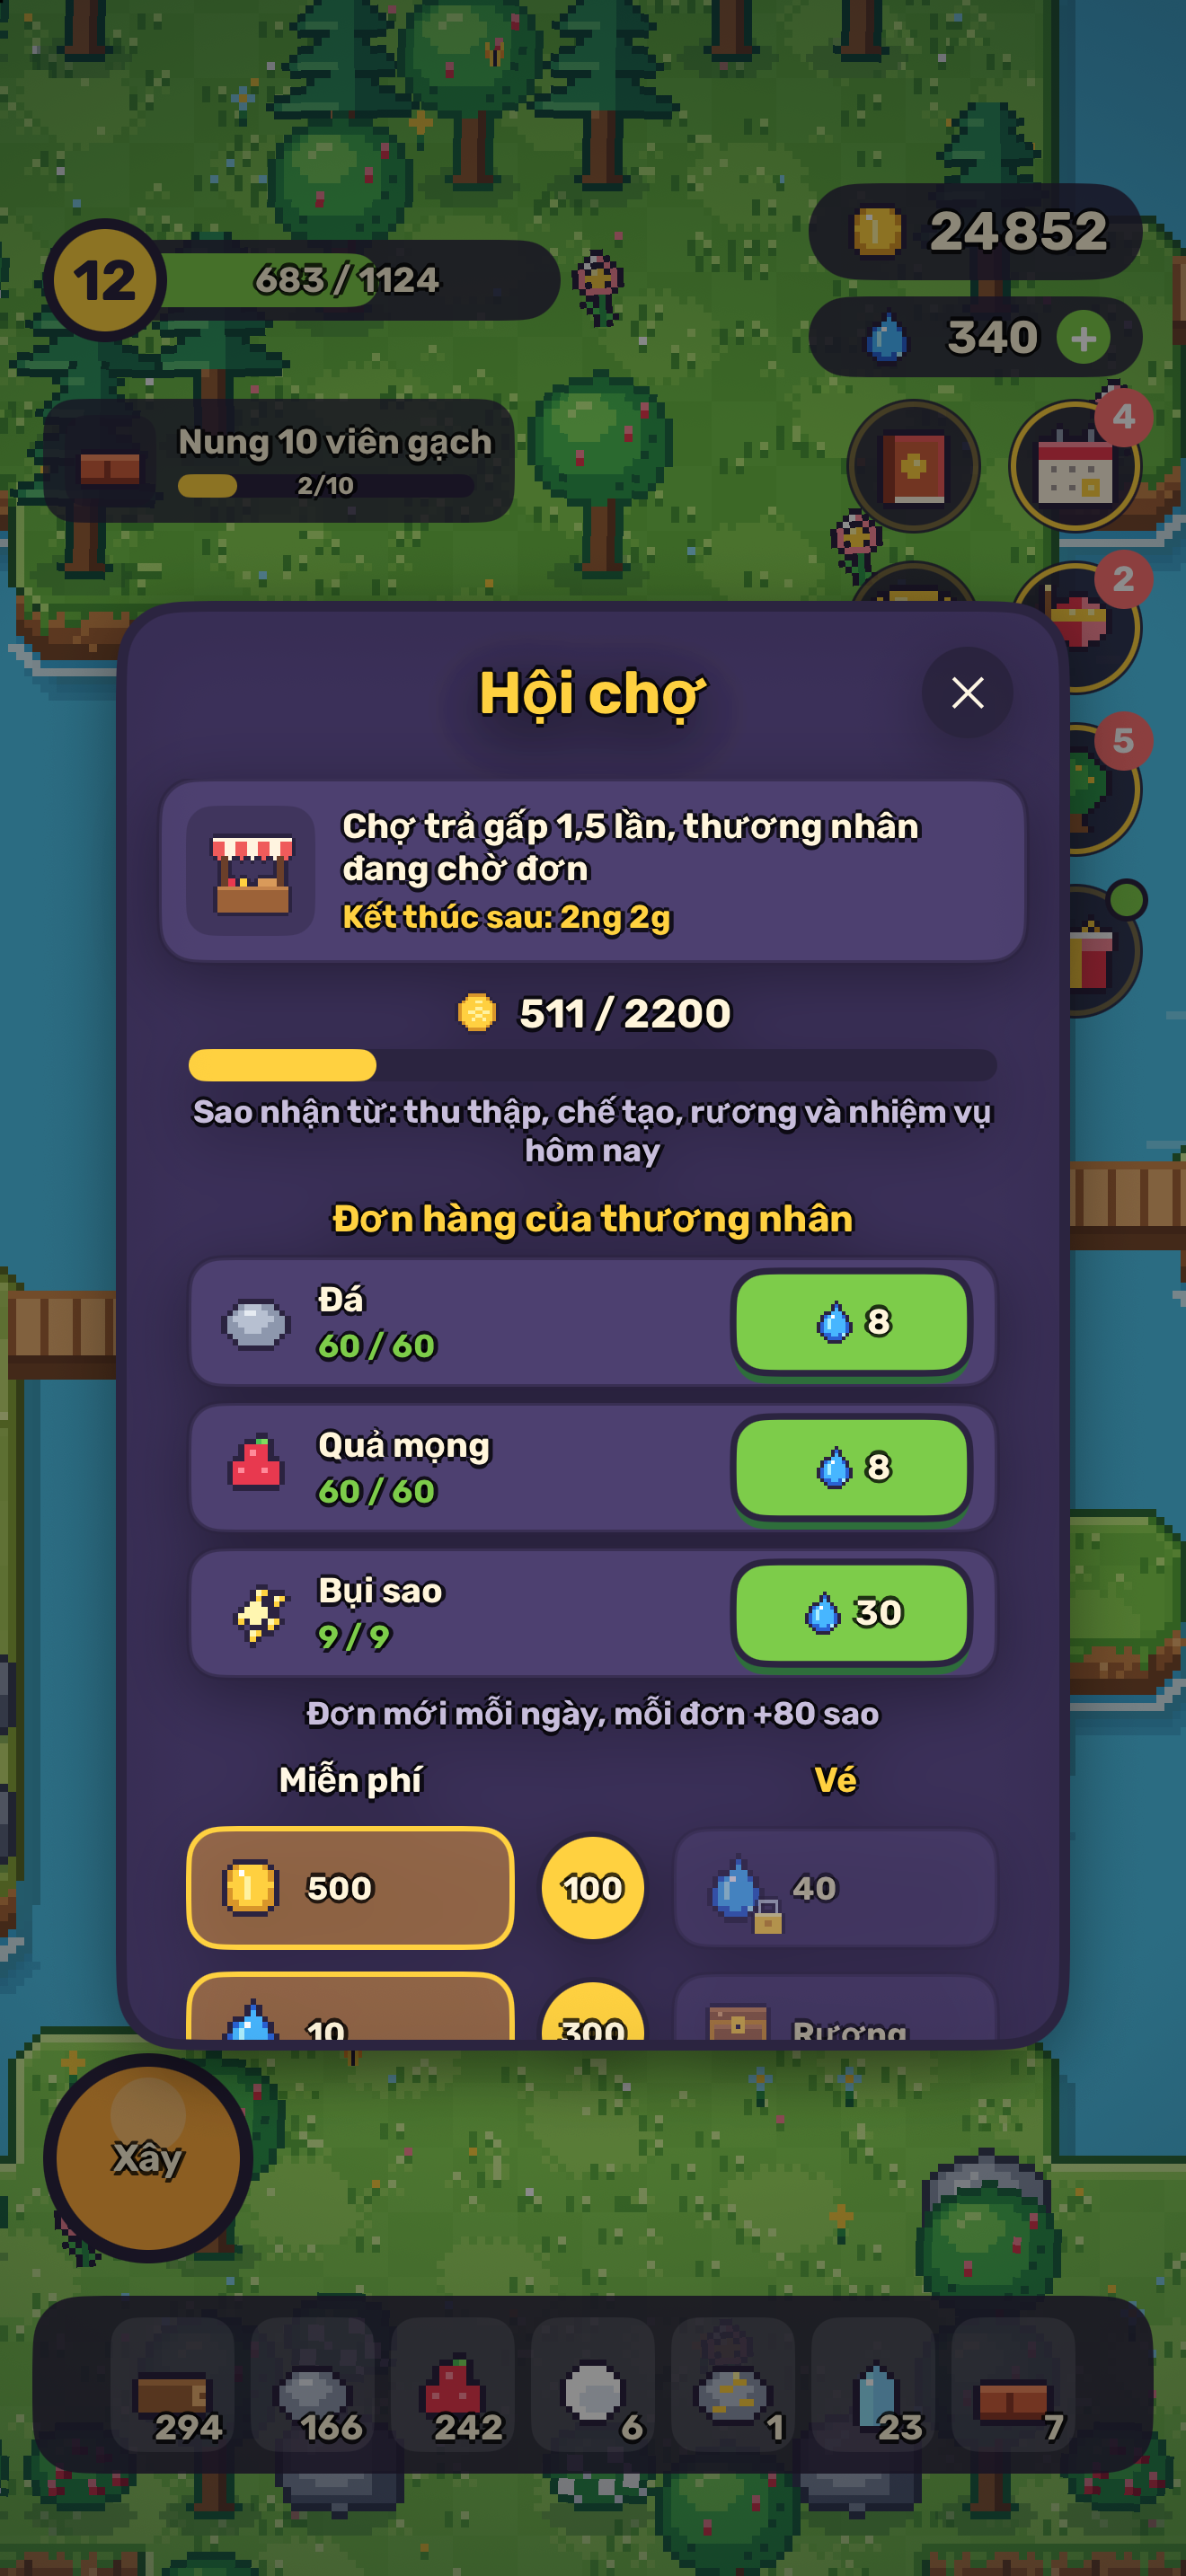 24852
12
683 / 1124
340
+
4
Nung 10 viên gạch
2/10
2
Hội chợ
5
Chợ trả gấp 1,5 lần, thương nhân
đang chờ đơn
Kết thúc sau: 2ng 2g
511 / 2200
Sao nhận từ: thu thập, chế tạo, rương và nhiệm vụ
hôm nay
Đơn hàng của thương nhân
Đá
60 / 60
8
Quả mọng
60 / 60
8
Bụi sao
9 / 9
30
Đơn mới mỗi ngày, mỗi đơn +80 sao
Miễn phí
Vé
500
100
40
10
300
Rương
Xây
294
166
242
6
1
23
7